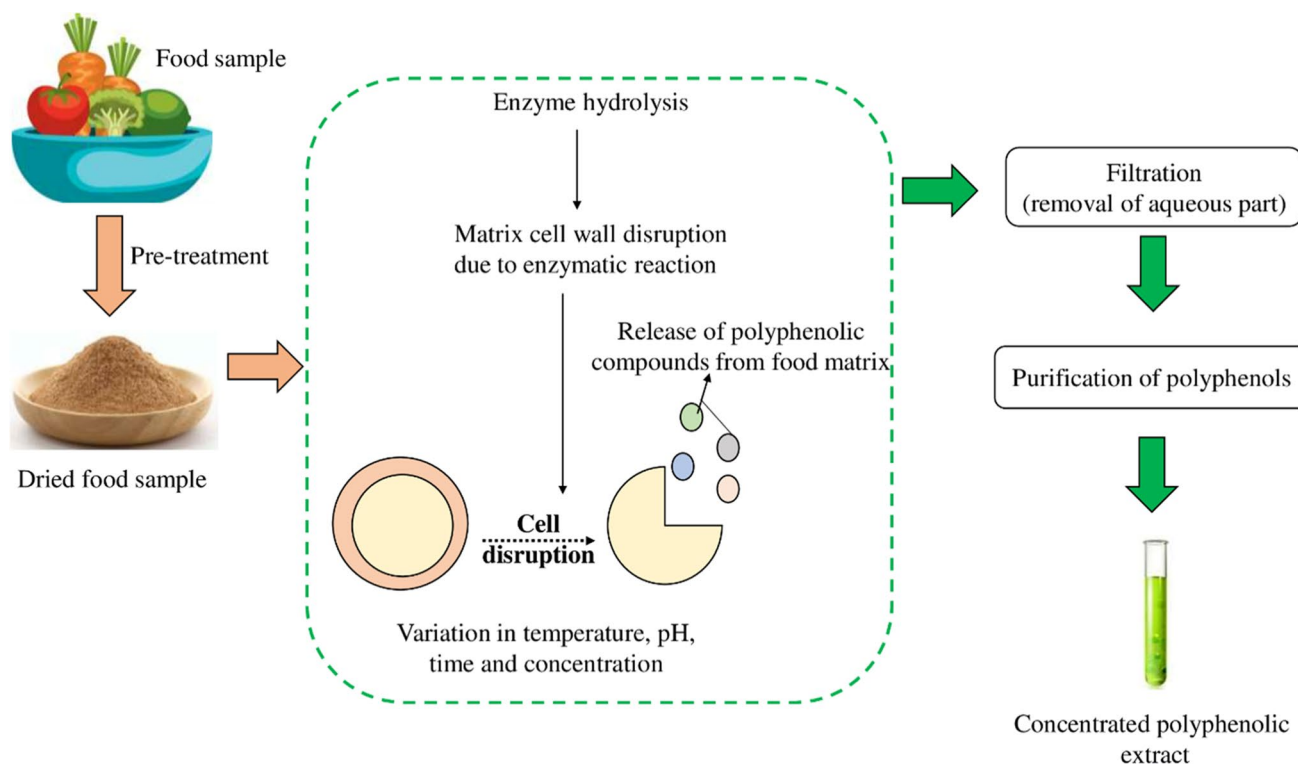 Food sample
Pre-treatment
Dried food sample
Enzyme hydrolysis
Matrix cell wall disruption
due to enzymatic reaction
Release of polyphenolic
compounds from food matrix
Cell
disruption
Variation in temperature, pH,
time and concentration
Filtration
(removal of aqueous part)
Purification of polyphenols
Concentrated polyphenolic
extract